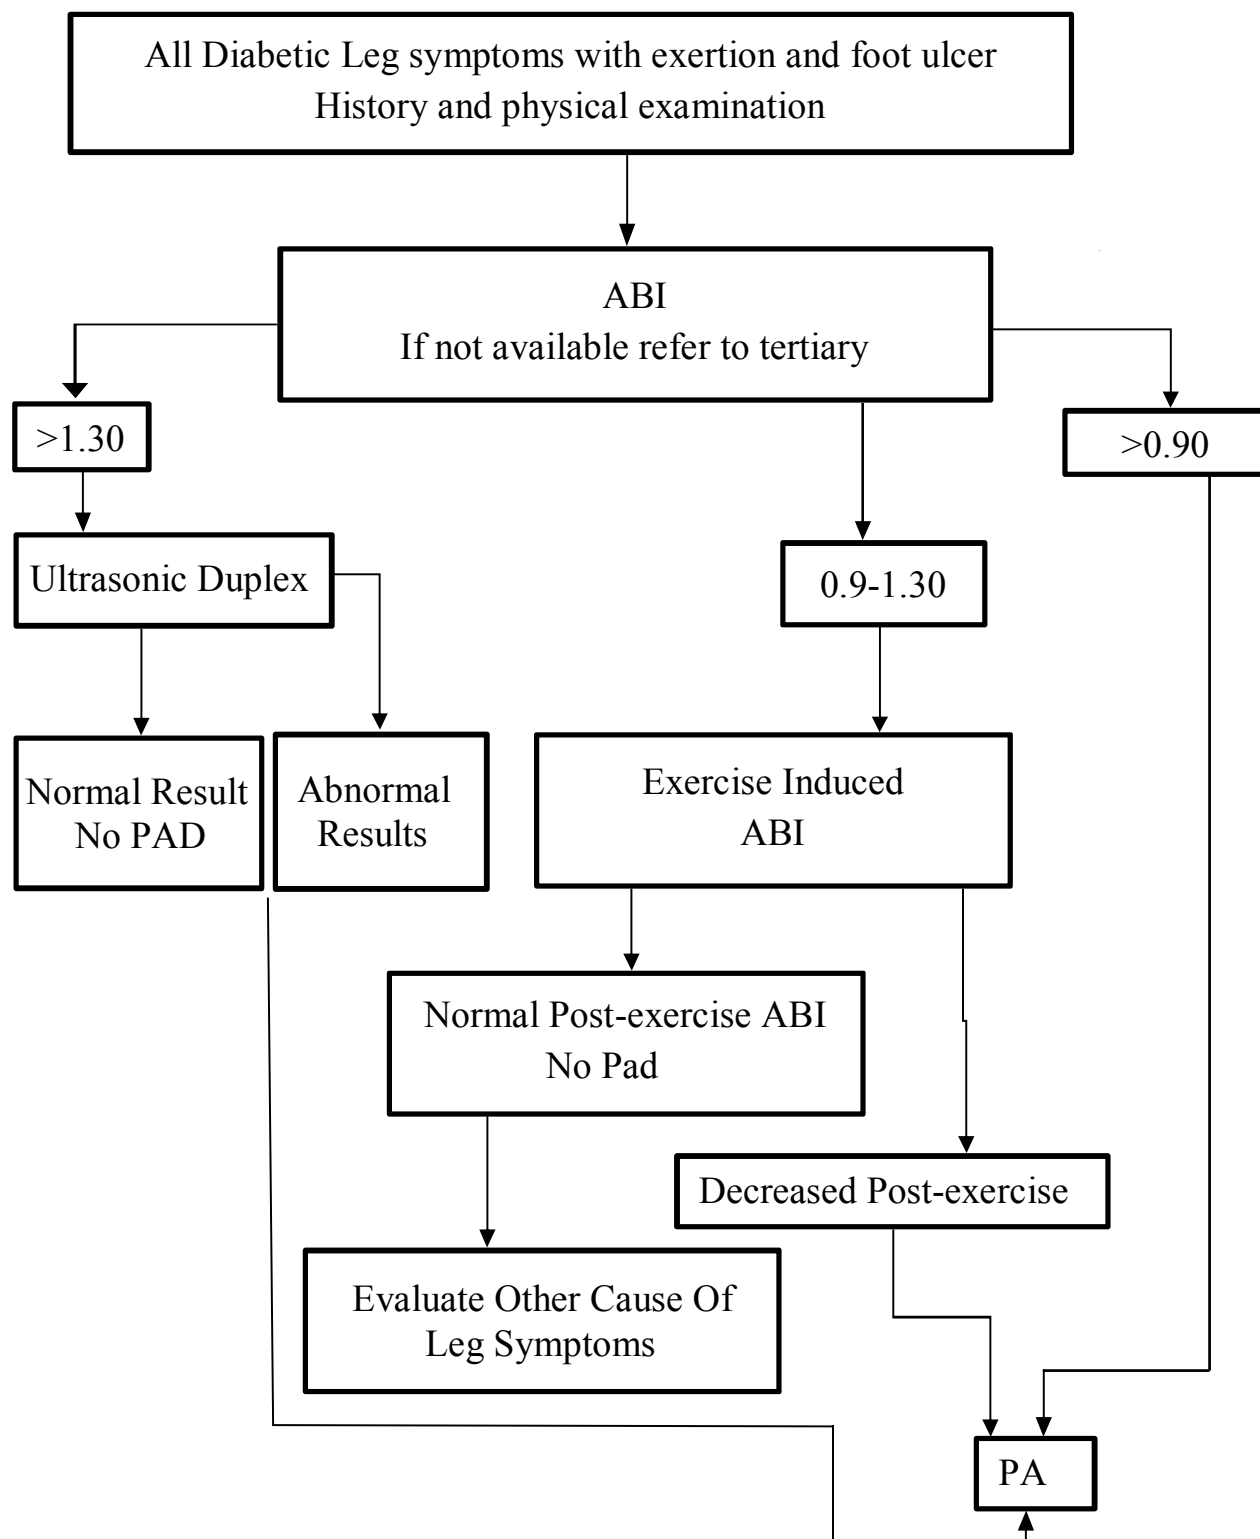 All Diabetic Leg symptoms with exertion and foot ulcer
History and physical examination
ABI
If not available refer to tertiary
>1.30
>0.90
Ultrasonic Duplex
0.9-1.30
Normal Result
No PAD
Abnormal
Results
Exercise Induced
ABI
Normal Post-exercise ABI
No Pad
Decreased Post-exercise
Evaluate Other Cause Of
Leg Symptoms
PA